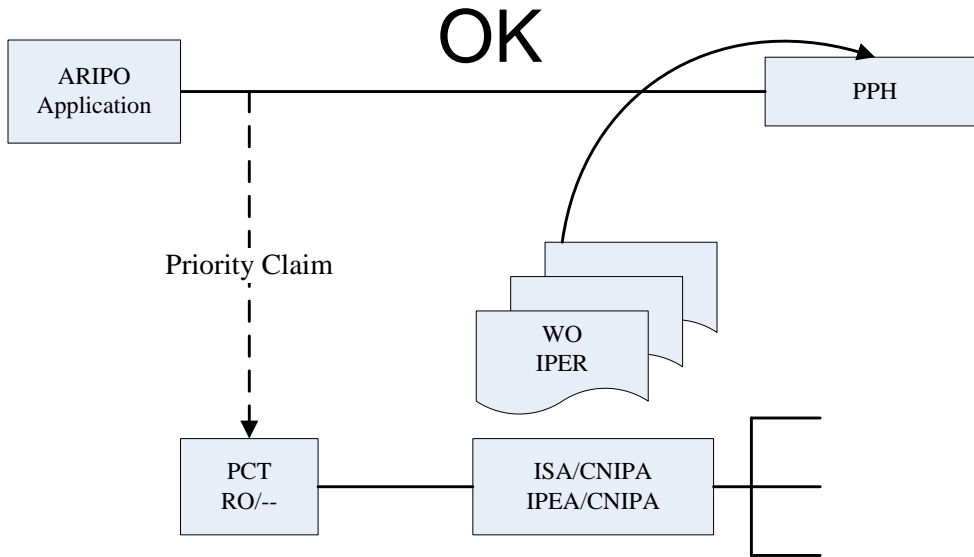 OK
ARIPO
Application
PPH
Priority Claim
WO
IPER
PCT
RO/--
ISA/CNIPA
IPEA/CNIPA